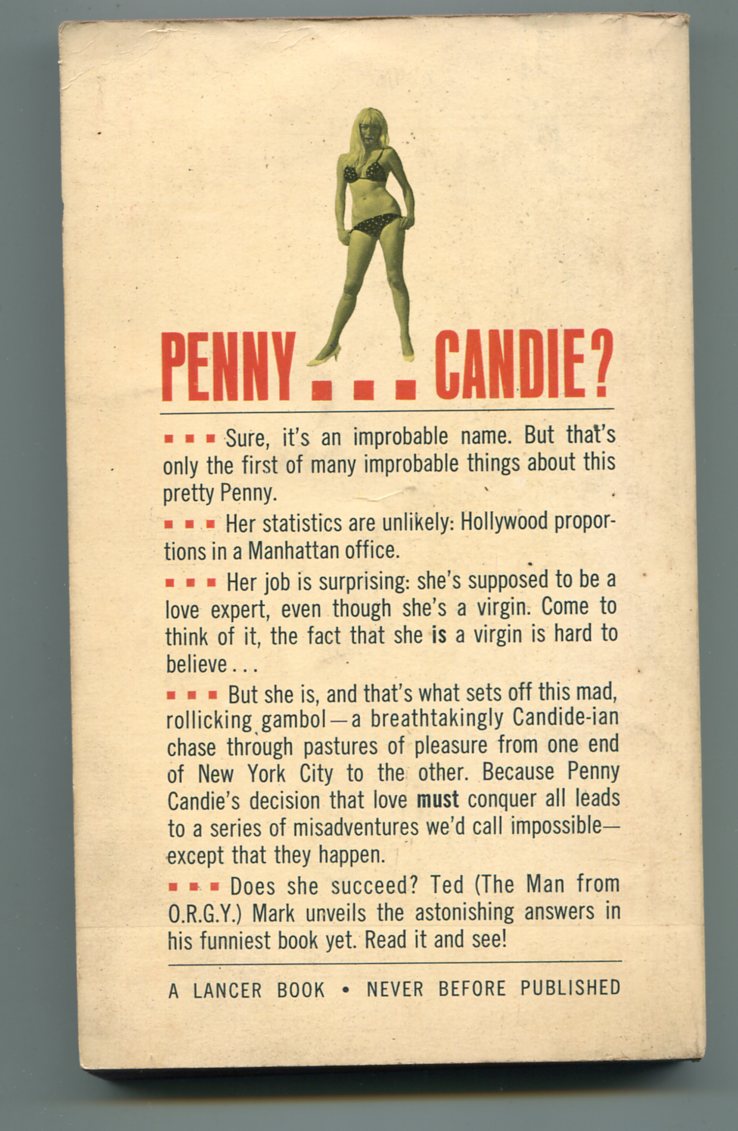 PENNY ... CANDIE?
... Sure, it's an improbable name. But that's
only the first of many improbable things about this
pretty Penny.
... Her statistics are unlikely: Hollywood propor-
tions in a Manhattan office.
... Her job is surprising: she's supposed to be a
love expert, even though she's a virgin. Come to
think of it, the fact that she is a virgin is hard to
believe...
... But she is, and that's what sets off this mad,
rollicking gambol—a breathtakingly Candide-ian
chase through pastures of pleasure from one end
of New York City to the other. Because Penny
Candie's decision that love must conquer all leads
to a series of misadventures we'd call impossible—
except that they happen.
... Does she succeed? Ted (The Man from
O.R.G.Y.) Mark unveils the astonishing answers in
his funniest book yet. Read it and see!
A LANCER BOOK • NEVER BEFORE PUBLISHED